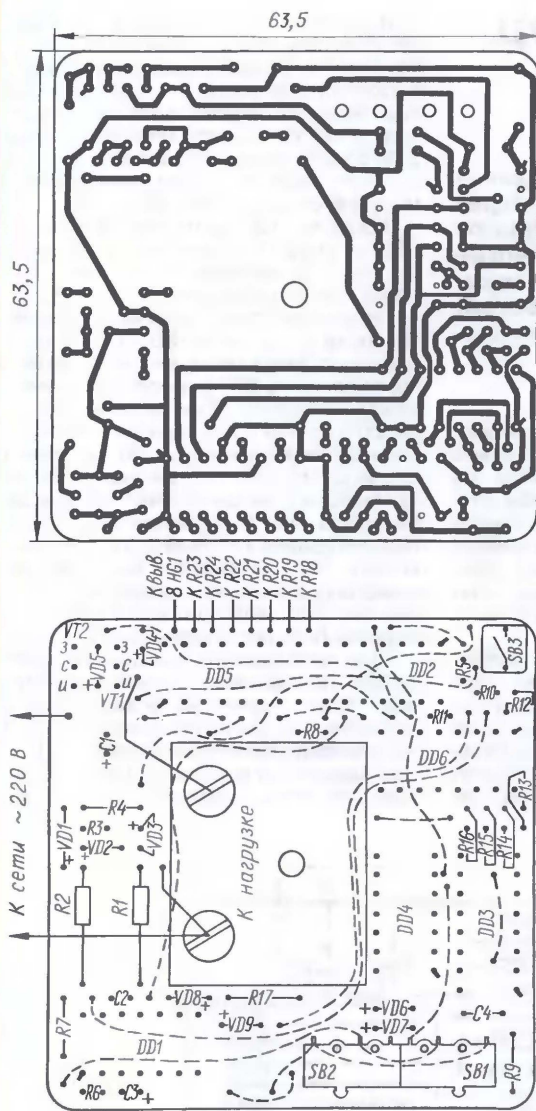 63,5
63,5
К выв.
8 HG1
К R23
К R24
К R22
К R21
К R20
К R19
К R18
VT2
з
с
и
VD5
з
с
и
VD4
VT1
DD5
DD2
R5
SB3
R10
R12
R11
R8
DD6
C1
R13
К сети ~220 В
VD1
R4
R3
VD2
VD3
R2
R1
К нагрузке
R16
R15
R14
DD4
DD3
R7
C2
VD8
R17
VD9
VD6
VD7
C4
DD1
R6
C3
SB2
SB1
R9